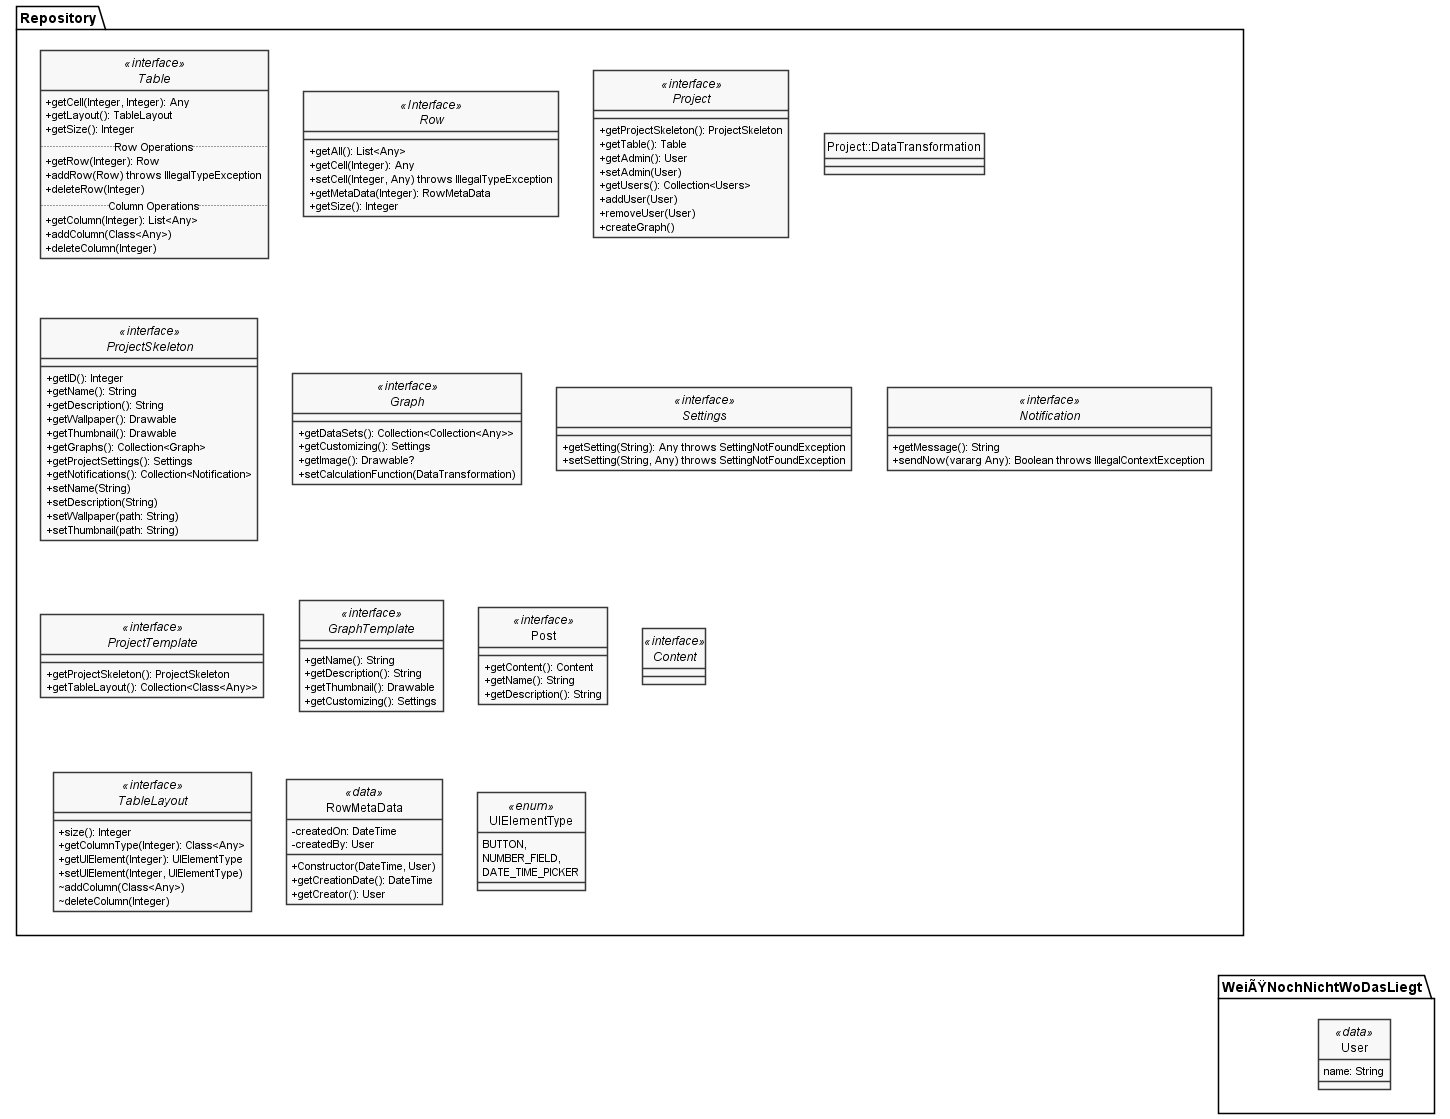 Repository
«interface»
Table
+getCell(Integer, Integer): Any
+getLayout(): TableLayout
+getSize(): Integer
Row Operations
+getRow(Integer): Row
+addRow(Row) throws IllegalTypeException
+deleteRow(Integer)
Column Operations
+getColumn(Integer): List<Any>
+addColumn(Class<Any>)
+deleteColumn(Integer)
«Interface»
Row
+getAll(): List<Any>
+getCell(Integer): Any
+setCell(Integer, Any) throws IllegalTypeException
+getMetaData(Integer): RowMetaData
+getSize(): Integer
«interface»
Project
+getProjectSkeleton(): ProjectSkeleton
+getTable(): Table
+getAdmin(): User
+setAdmin(User)
+getUsers(): Collection<Users>
+addUser(User)
+removeUser(User)
+createGraph()
Project::DataTransformation
«interface»
ProjectSkeleton
+getID(): Integer
+getName(): String
+getDescription(): String
+getWallpaper(): Drawable
+getThumbnail(): Drawable
+getGraphs(): Collection<Graph>
+getProjectSettings(): Settings
+getNotifications(): Collection<Notification>
+setName(String)
+setDescription(String)
+setWallpaper(path: String)
+setThumbnail(path: String)
«interface»
Graph
+getDataSets(): Collection<Collection<Any>>
+getCustomizing(): Settings
+getImage(): Drawable?
+setCalculationFunction(DataTransformation)
«interface»
Settings
+getSetting(String): Any throws SettingNotFoundException
+setSetting(String, Any) throws SettingNotFoundException
«interface»
Notification
+getMessage(): String
+sendNow(vararg Any): Boolean throws IllegalContextException
«interface»
ProjectTemplate
+getProjectSkeleton(): ProjectSkeleton
+getTableLayout(): Collection<Class<Any>>
«interface»
GraphTemplate
+getName(): String
+getDescription(): String
+getThumbnail(): Drawable
+getCustomizing(): Settings
«interface»
Post
+getContent(): Content
+getName(): String
+getDescription(): String
«interface»
Content
«interface»
TableLayout
+size(): Integer
+getColumnType(Integer): Class<Any>
+getUIElement(Integer): UIElementType
+setUIElement(Integer, UIElementType)
~addColumn(Class<Any>)
~deleteColumn(Integer)
«data»
RowMetaData
-createdOn: DateTime
-createdBy: User
+Constructor(DateTime, User)
+getCreationDate(): DateTime
+getCreator(): User
«enum»
UIElementType
BUTTON,
NUMBER_FIELD,
DATE_TIME_PICKER
WeiÃŸNochNichtWoDasLiegt
«data»
User
name: String